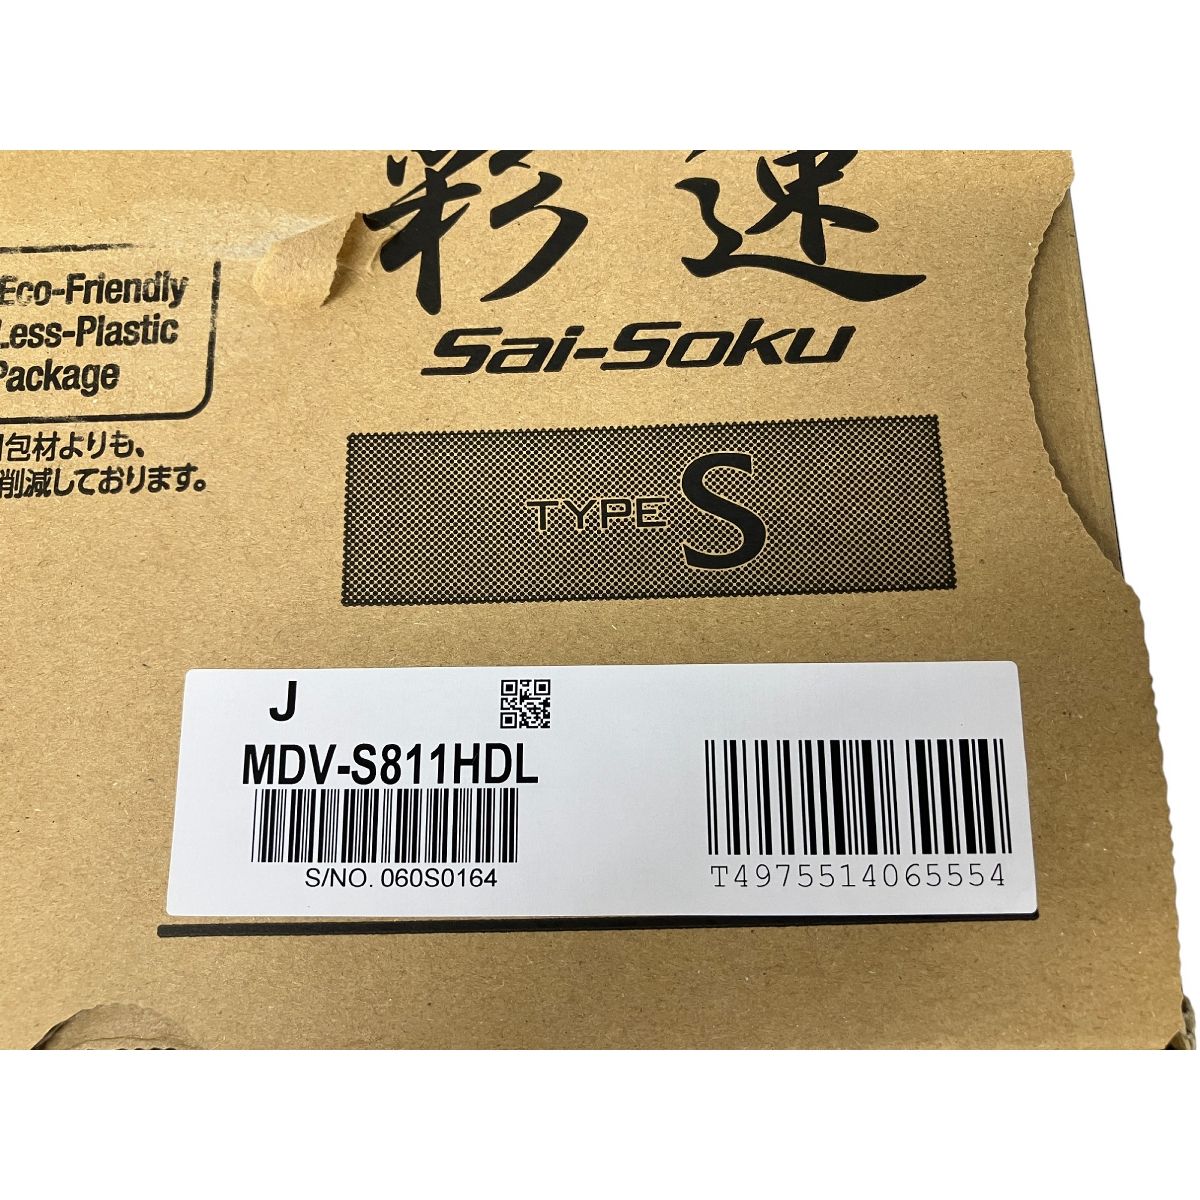 彩速
Sai-Soku
Eco-Friendly
Less-Plastic
Package
包材よりも、
削減しております。
TYPE S
J
MDV-S811HDL
S/NO. 060S0164
T4975514065554